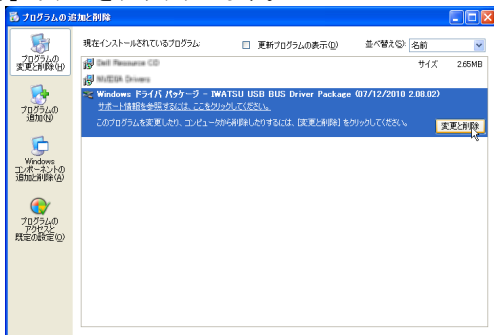 プログラムの追加と削除
現在インストールされているプログラム:
更新プログラムの表示(D)
並べ替え(S):
名前
プログラムの
変更と削除(H)
Dell Resource CD
サイズ
2.65MB
NVIDIA Drivers
Windows ドライバ パッケージ - IWATSU USB BUS Driver Package (07/12/2010 2.08.02)
サポート情報を参照するには、ここをクリックしてください。
このプログラムを変更したり、コンピュータから削除したりするには、[変更と削除] をクリックしてください。
変更と削除
プログラムの
追加(N)
Windows
コンポーネントの
追加と削除(A)
プログラムの
アクセスと
既定の設定(O)